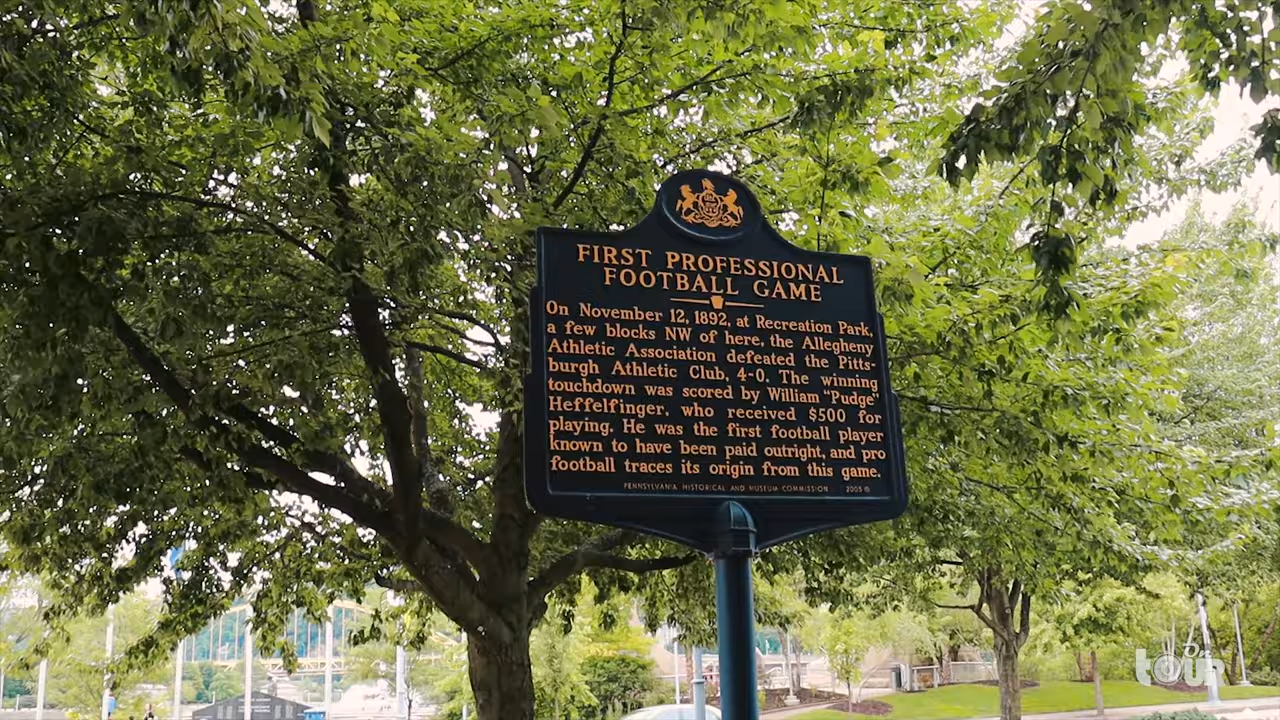 FIRST PROFESSIONAL
FOOTBALL GAME
On November 12, 1892, at Recreation Park,
a few blocks NW of here, the Allegheny
Athletic Association defeated the Pitts-
burgh Athletic Club, 4-0. The winning
touchdown was scored by William "Pudge"
Heffelfinger, who received $500 for
playing. He was the first football player
known to have been paid outright, and pro
football traces its origin from this game.
PENNSYLVANIA HISTORICAL AND MUSEUM COMMISSION 2005 ©
On
tour